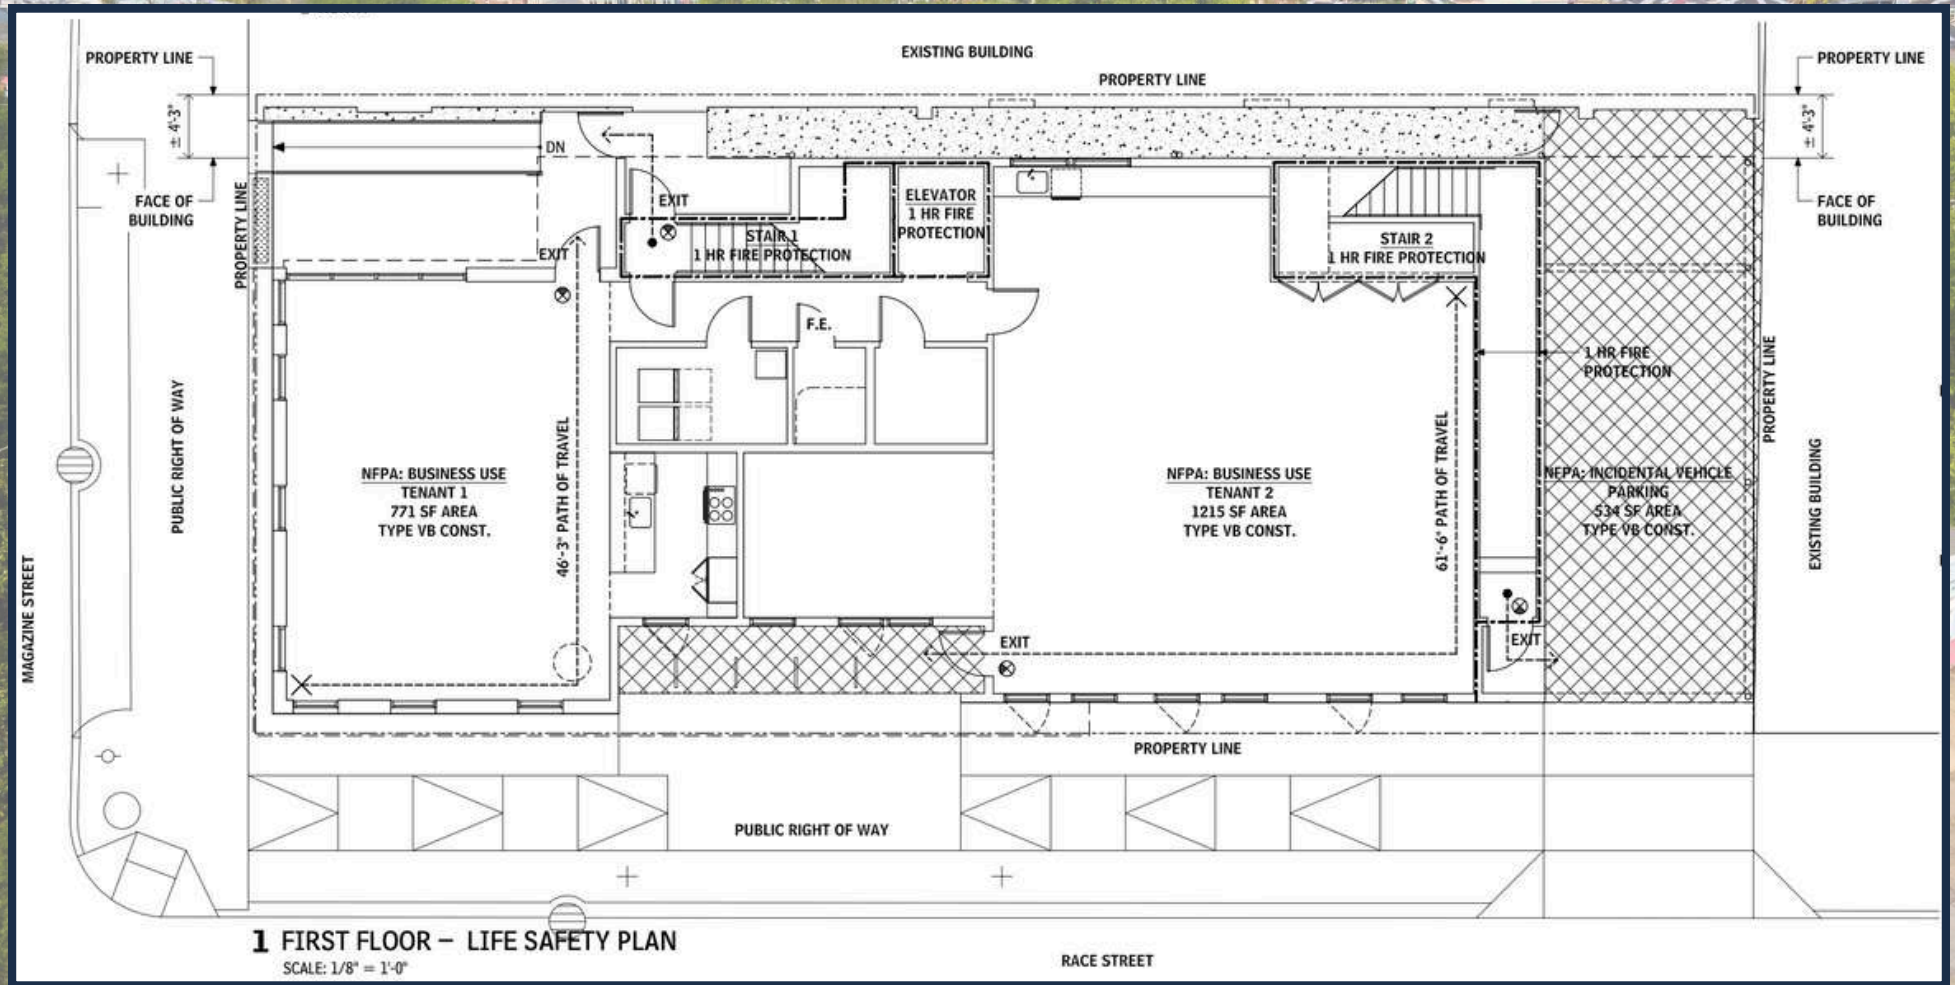 EXISTING BUILDING
PROPERTY LINE
PROPERTY LINE
PROPERTY LINE
± 4'-3"
± 4'-3"
DN
FACE OF
BUILDING
PROPERTY LINE
EXIT
EXIT
STAIR 1
1 HR FIRE PROTECTION
ELEVATOR
1 HR FIRE
PROTECTION
STAIR 2
1 HR FIRE PROTECTION
FACE OF
BUILDING
F.E.
1 HR FIRE
PROTECTION
PROPERTY LINE
PUBLIC RIGHT OF WAY
MAGAZINE STREET
NFPA: BUSINESS USE
TENANT 1
771 SF AREA
TYPE VB CONST.
46'-3" PATH OF TRAVEL
NFPA: BUSINESS USE
TENANT 2
1215 SF AREA
TYPE VB CONST.
61'-6" PATH OF TRAVEL
NFPA: INCIDENTAL VEHICLE
PARKING
534 SF AREA
TYPE VB CONST.
EXISTING BUILDING
EXIT
EXIT
PROPERTY LINE
PUBLIC RIGHT OF WAY
1 FIRST FLOOR – LIFE SAFETY PLAN
SCALE: 1/8" = 1'-0"
RACE STREET